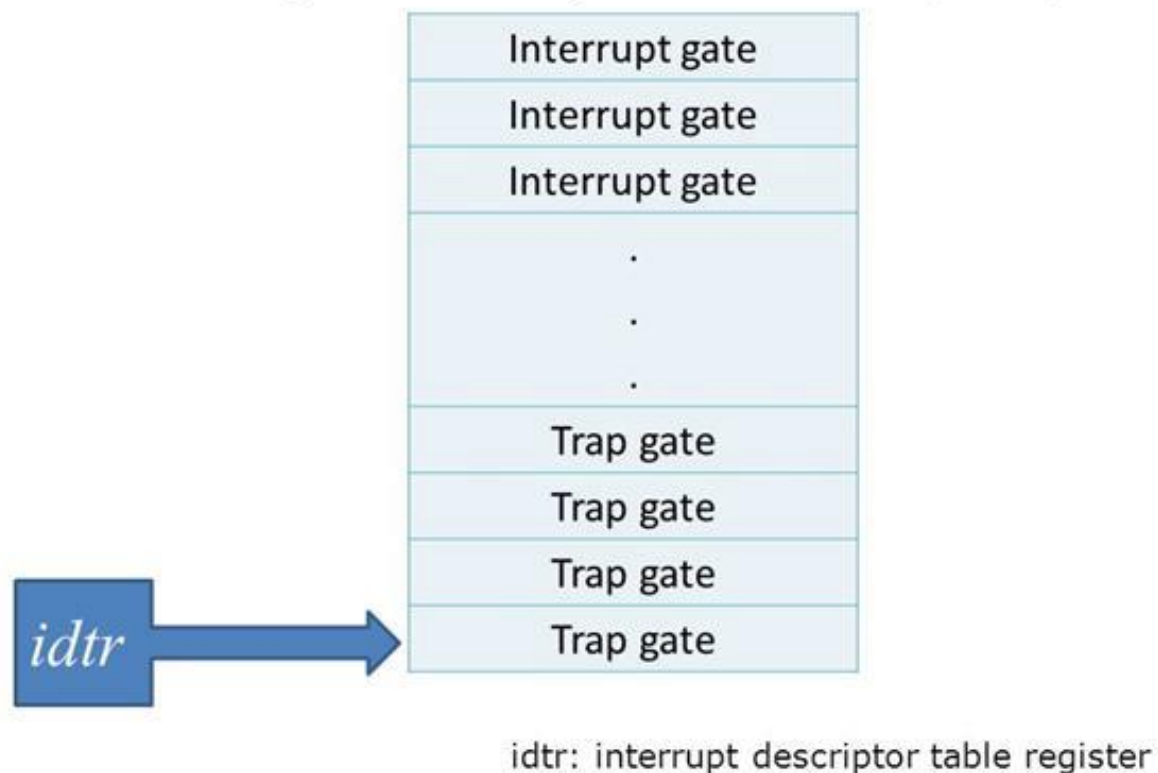 Interrupt gate
Interrupt gate
Interrupt gate
.
.
.
Trap gate
Trap gate
Trap gate
idtr
Trap gate
idtr: interrupt descriptor table register